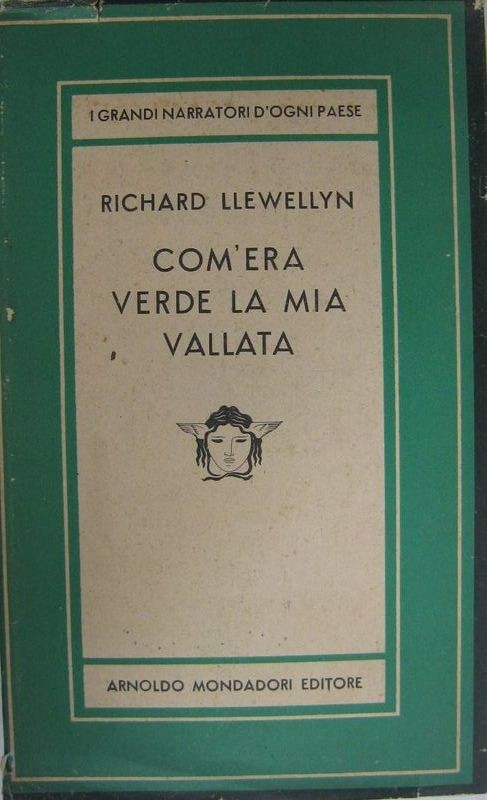 I GRANDI NARRATORI D'OGNI PAESE
RICHARD LLEWELLYN
COM'ERA
VERDE LA MIA
VALLATA
ARNOLDO MONDADORI EDITORE